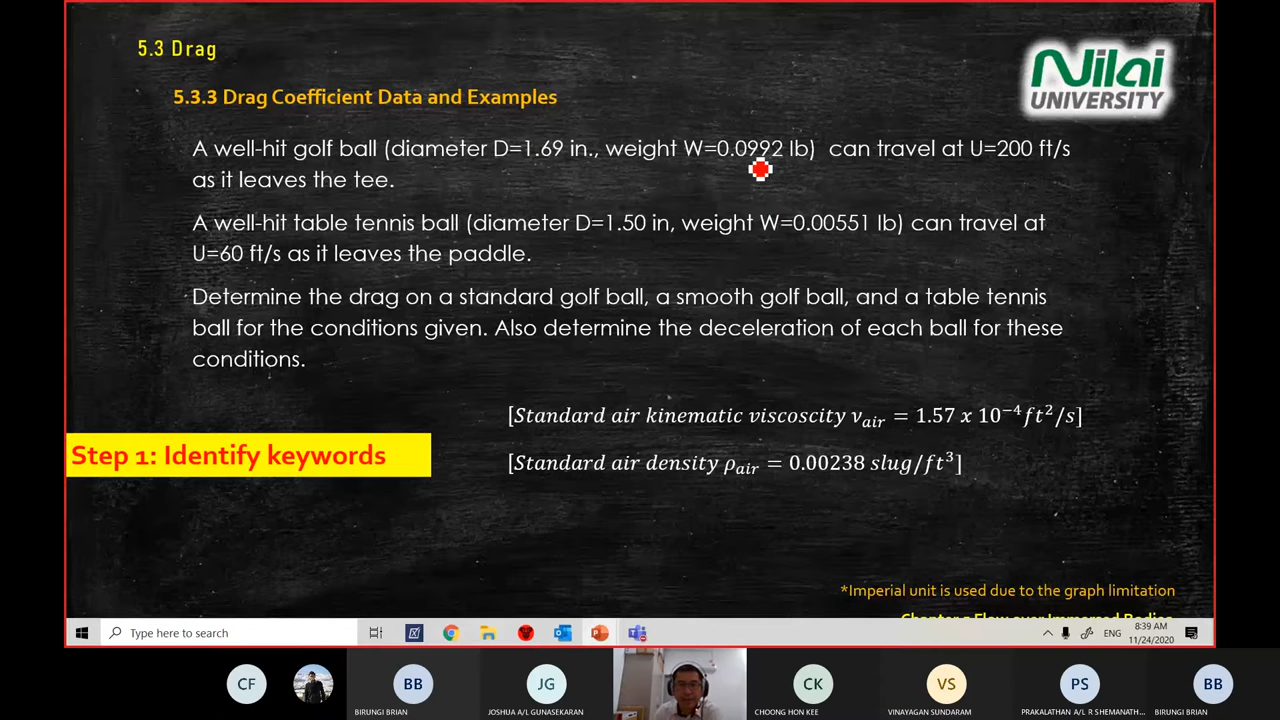 5.3 Drag
Nilai
UNIVERSITY
5.3.3 Drag Coefficient Data and Examples
A well-hit golf ball (diameter D=1.69 in., weight W=0.0992 lb) can travel at U=200 ft/s
as it leaves the tee.
A well-hit table tennis ball (diameter D=1.50 in, weight W=0.00551 lb) can travel at
U=60 ft/s as it leaves the paddle.
Determine the drag on a standard golf ball, a smooth golf ball, and a table tennis
ball for the conditions given. Also determine the deceleration of each ball for these
conditions.
[Standard air kinematic viscoscity νair = 1.57 x 10⁻⁴ft²/s]
Step 1: Identify keywords
[Standard air density ρair = 0.00238 slug/ft³]
*Imperial unit is used due to the graph limitation
Type here to search
ENG
8:39 AM
11/24/2020
CF
BB
JG
CK
VS
PS
BB
BIRUNGI BRIAN
JOSHUA A/L GUNASEKARAN
CHOONG HON KEE
VINAYAGAN SUNDARAM
PRAKALATHAN A/L R SHEMANATH...
BIRUNGI BRIAN